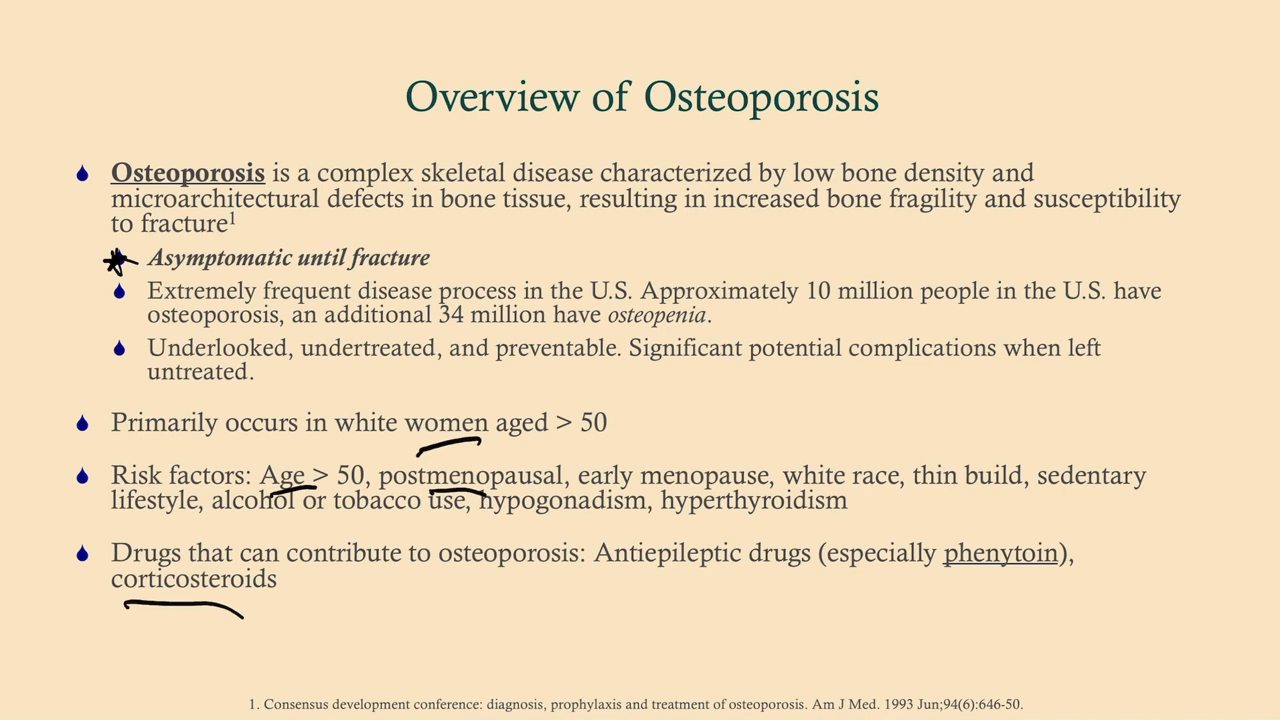 Overview of Osteoporosis
Osteoporosis is a complex skeletal disease characterized by low bone density and
microarchitectural defects in bone tissue, resulting in increased bone fragility and susceptibility
to fracture1
Asymptomatic until fracture
Extremely frequent disease process in the U.S. Approximately 10 million people in the U.S. have
osteoporosis, an additional 34 million have osteopenia.
Underlooked, undertreated, and preventable. Significant potential complications when left
untreated.
Primarily occurs in white women aged > 50
Risk factors: Age > 50, postmenopausal, early menopause, white race, thin build, sedentary
lifestyle, alcohol or tobacco use, hypogonadism, hyperthyroidism
Drugs that can contribute to osteoporosis: Antiepileptic drugs (especially phenytoin),
corticosteroids
1. Consensus development conference: diagnosis, prophylaxis and treatment of osteoporosis. Am J Med. 1993 Jun;94(6):646-50.